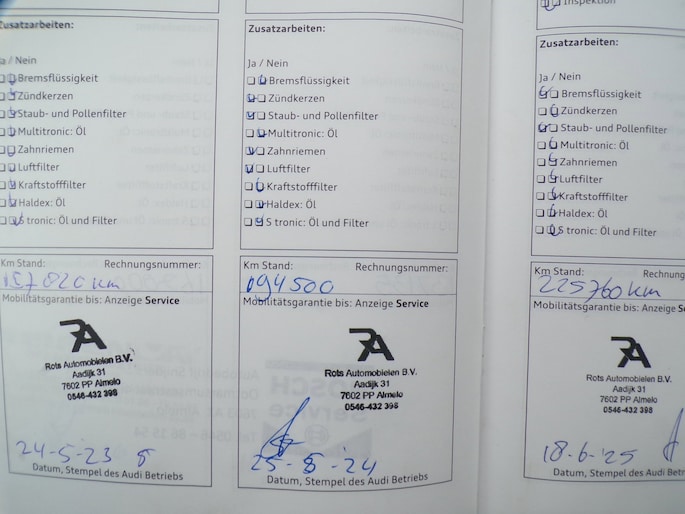 Zusatzarbeiten:
Ja / Nein
Bremsflüssigkeit
Zündkerzen
Staub- und Pollenfilter
Multitronic: Öl
Zahnriemen
Luftfilter
Kraftstofffilter
Haldex: Öl
S tronic: Öl und Filter
Km Stand: Rechnungsnummer:
157020 km
Mobilitätsgarantie bis: Anzeige Service
RA
Rots Automobielen B.V.
Aadijk 31
7602 PP Almelo
0546-432 398
24-5-23
Datum, Stempel des Audi Betriebs
Zusatzarbeiten:
Ja / Nein
Bremsflüssigkeit
Zündkerzen
Staub- und Pollenfilter
Multitronic: Öl
Zahnriemen
Luftfilter
Kraftstofffilter
Haldex: Öl
S tronic: Öl und Filter
Km Stand: Rechnungsnummer:
194500
Mobilitätsgarantie bis: Anzeige Service
RA
Rots Automobielen B.V.
Aadijk 31
7602 PP Almelo
0546-432 398
25-8-'24
Datum, Stempel des Audi Betriebs
Inspektion
Zusatzarbeiten:
Ja / Nein
Bremsflüssigkeit
Zündkerzen
Staub- und Pollenfilter
Multitronic: Öl
Zahnriemen
Luftfilter
Kraftstofffilter
Haldex: Öl
S tronic: Öl und Filter
Km Stand: Rechnung
225760 km
Mobilitätsgarantie bis: Anzeige S
RA
Rots Automobielen B.V.
Aadijk 31
7602 PP Almelo
0546-432 398
18-6-'25
Datum, Stempel des Audi Betri